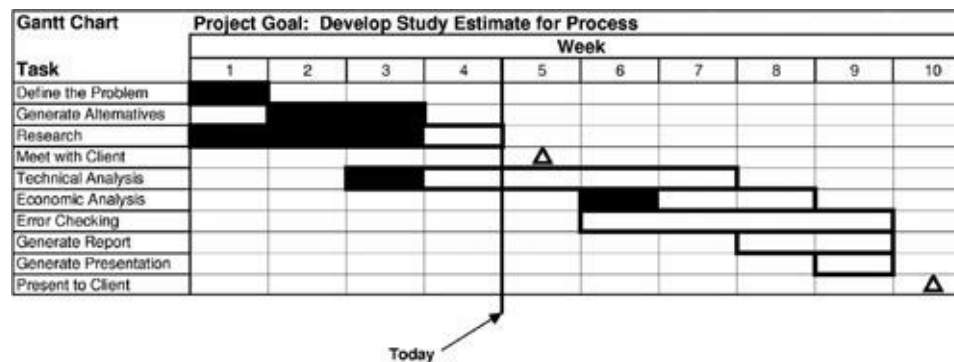 Gantt Chart Project Goal: Develop Study Estimate for Process
Week
Task 1 2 3 4 5 6 7 8 9 10
Define the Problem
Generate Alternatives
Research
Meet with Client
Technical Analysis
Economic Analysis
Error Checking
Generate Report
Generate Presentation
Present to Client
Today